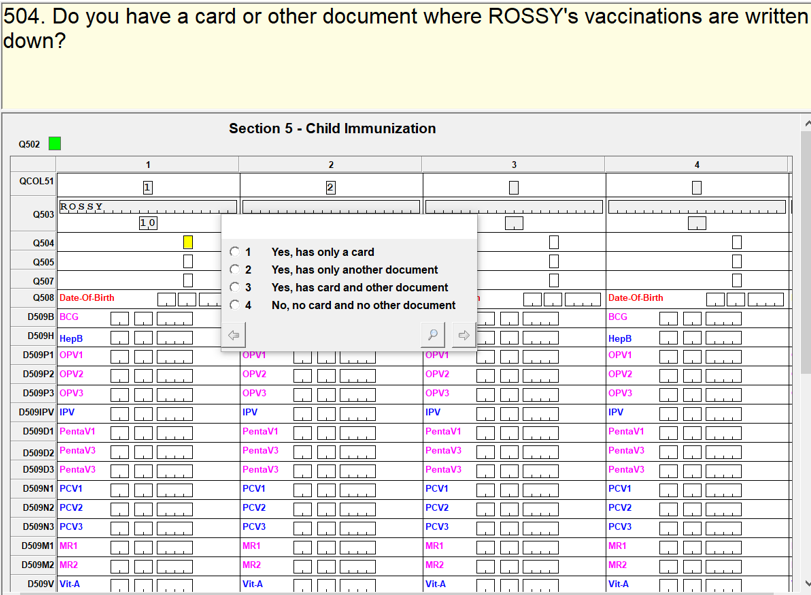 504. Do you have a card or other document where ROSSY's vaccinations are written
down?
Section 5 - Child Immunization
Q502
1 2 3 4
QCOL51 1 2
Q503 ROSSY
10
Q504
Q505
Q507
1 Yes, has only a card
2 Yes, has only another document
3 Yes, has card and other document
4 No, no card and no other document
Q508 Date-Of-Birth h Date-Of-Birth
D509B BCG BCG
D509H HepB HepB
D509P1 OPV1 OPV1 OPV1 OPV1
D509P2 OPV2 OPV2 OPV2 OPV2
D509P3 OPV3 OPV3 OPV3 OPV3
D509IPV IPV IPV IPV IPV
D509D1 PentaV1 PentaV1 PentaV1 PentaV1
D509D2 PentaV3 PentaV3 PentaV3 PentaV3
D509D3 PentaV3 PentaV3 PentaV3 PentaV3
D509N1 PCV1 PCV1 PCV1 PCV1
D509N2 PCV2 PCV2 PCV2 PCV2
D509N3 PCV3 PCV3 PCV3 PCV3
D509M1 MR1 MR1 MR1 MR1
D509M2 MR2 MR2 MR2 MR2
D509V Vit-A Vit-A Vit-A Vit-A